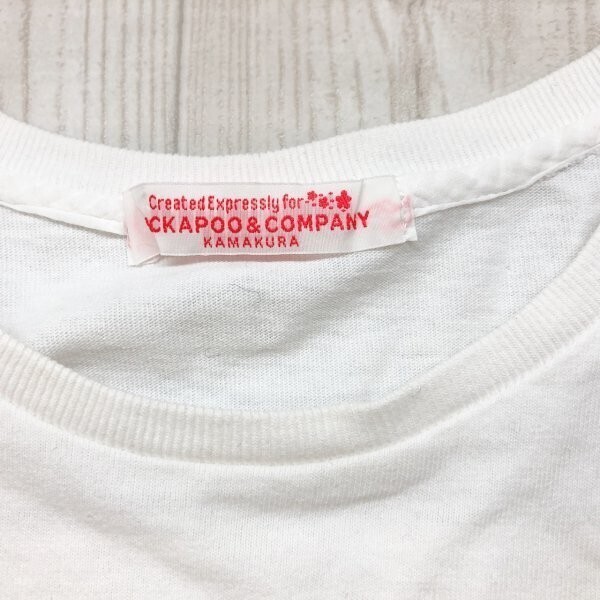 Created Expressly for
CKAPOO & COMPANY
KAMAKURA